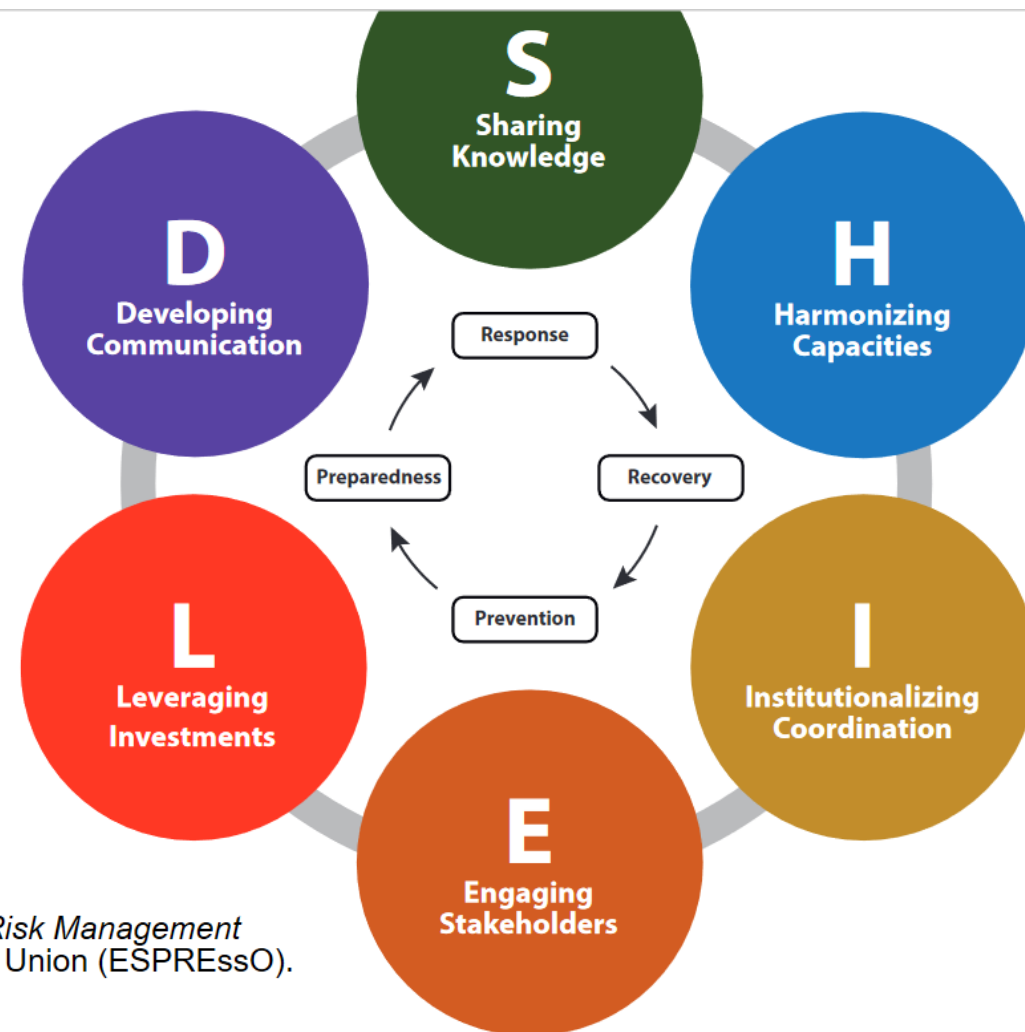 S
Sharing
Knowledge
H
Harmonizing
Capacities
I
Institutionalizing
Coordination
E
Engaging
Stakeholders
L
Leveraging
Investments
D
Developing
Communication
Response
Recovery
Prevention
Preparedness
Risk Management
Union (ESPREssO).